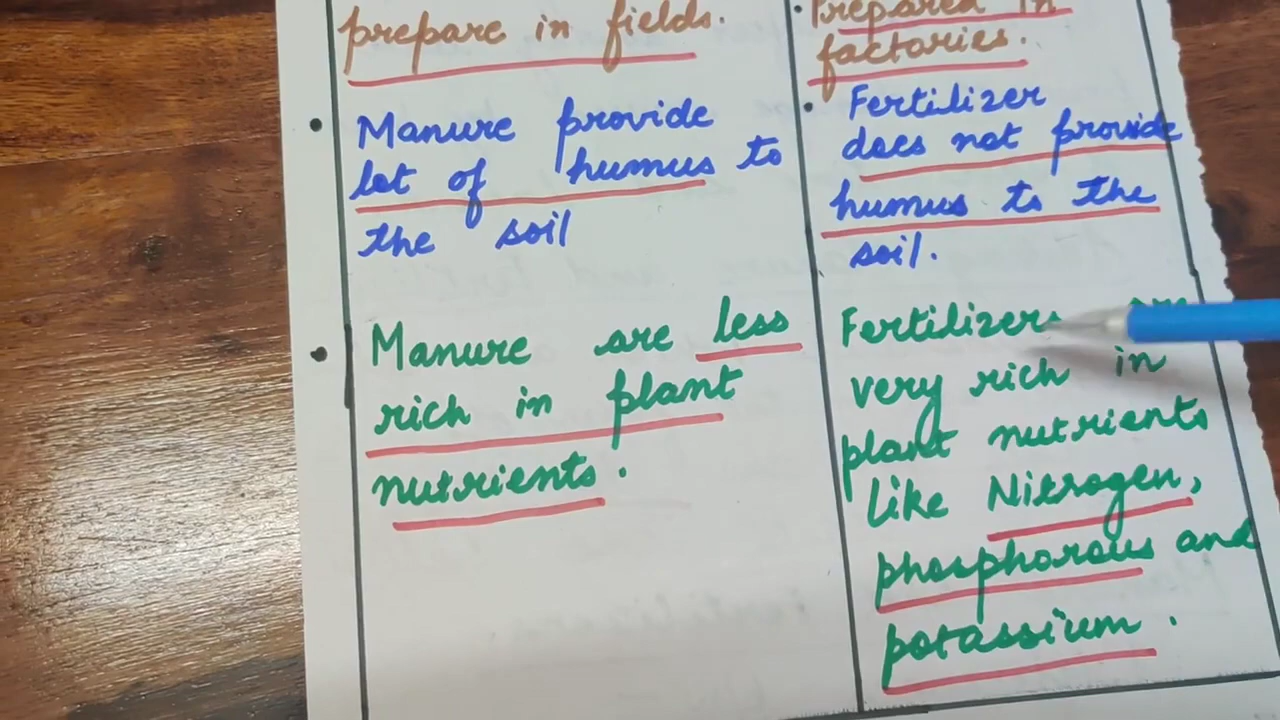 prepare in fields.
Manure provide
lot of humus to
the soil
Manure are less
rich in plant
nutrients.
Prepared in
factories.
Fertilizer
does not provide
humus to the
soil.
Fertilizers are
very rich in
plant nutrients
like Nitrogen,
phosphorous and
potassium.